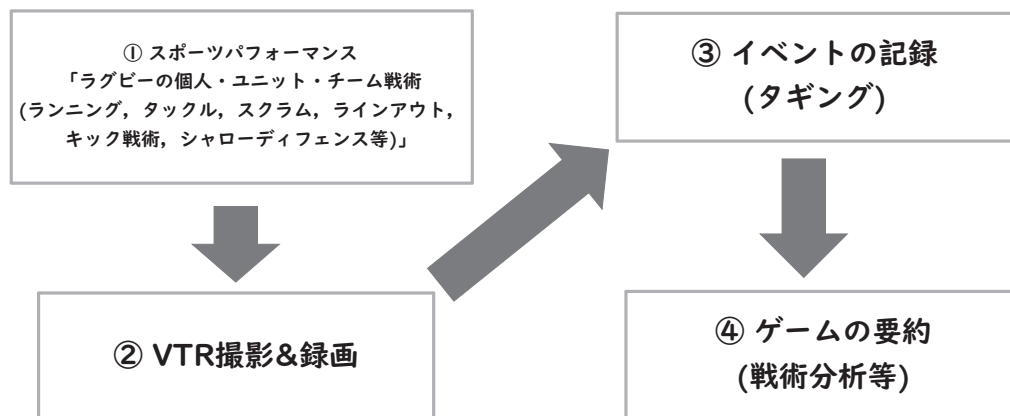 ① スポーツパフォーマンス
「ラグビーの個人・ユニット・チーム戦術
(ランニング，タックル，スクラム，ラインアウト，
キック戦術，シャローディフェンス等)」
② VTR撮影&録画
③ イベントの記録
(タギング)
④ ゲームの要約
(戦術分析等)